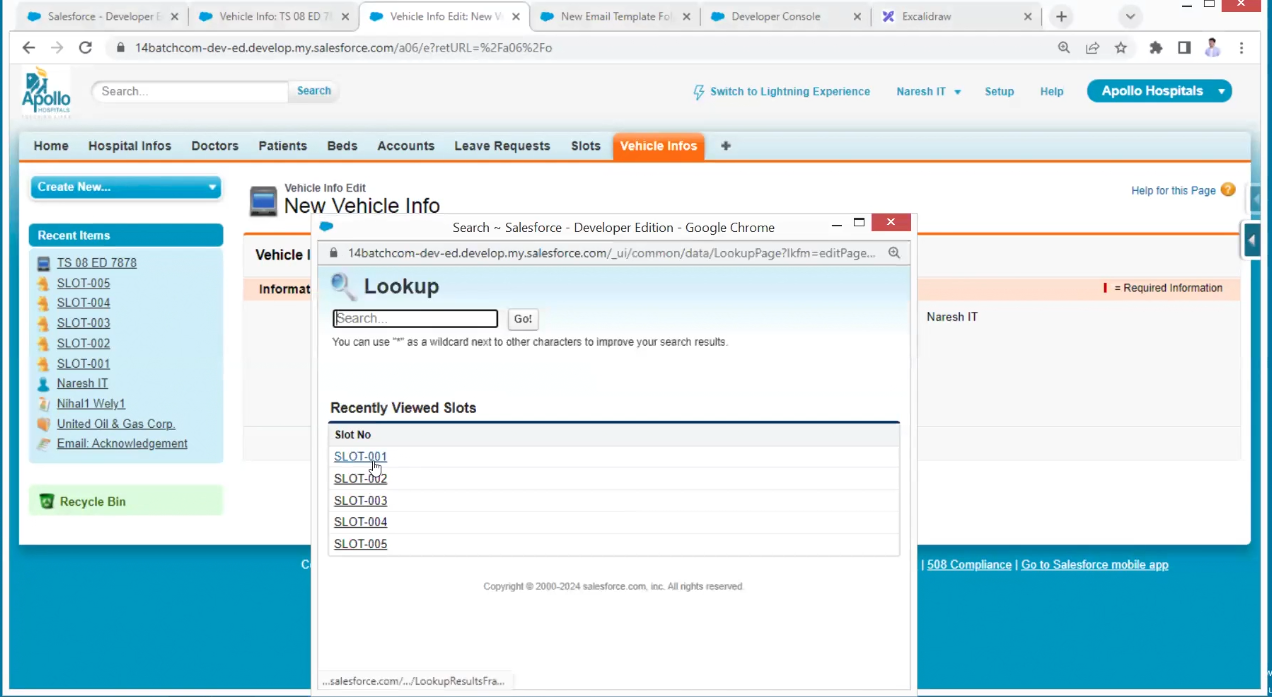 Salesforce - Developer E
Vehicle Info: TS 08 ED 7
Vehicle Info Edit: New V
New Email Template Fo
Developer Console
Excalidraw
14batchcom-dev-ed.develop.my.salesforce.com/a06/e?retURL=%2Fa06%2Fo
Apollo
HOSPITALS
Search...
Search
Switch to Lightning Experience
Naresh IT
Setup
Help
Apollo Hospitals
Home
Hospital Infos
Doctors
Patients
Beds
Accounts
Leave Requests
Slots
Vehicle Infos
Create New...
Vehicle Info Edit
New Vehicle Info
Help for this Page
Recent Items
TS 08 ED 7878
SLOT-005
SLOT-004
SLOT-003
SLOT-002
SLOT-001
Naresh IT
Nihal1 Wely1
United Oil & Gas Corp.
Email: Acknowledgement
Recycle Bin
Vehicle I
Informat
= Required Information
Naresh IT
Search ~ Salesforce - Developer Edition - Google Chrome
14batchcom-dev-ed.develop.my.salesforce.com/_ui/common/data/LookupPage?lkfm=editPage...
Lookup
Search...
Go!
You can use "*" as a wildcard next to other characters to improve your search results.
Recently Viewed Slots
Slot No
SLOT-001
SLOT-002
SLOT-003
SLOT-004
SLOT-005
Copyright © 2000-2024 salesforce.com, inc. All rights reserved.
...salesforce.com/.../LookupResultsFra...
C
| 508 Compliance | Go to Salesforce mobile app